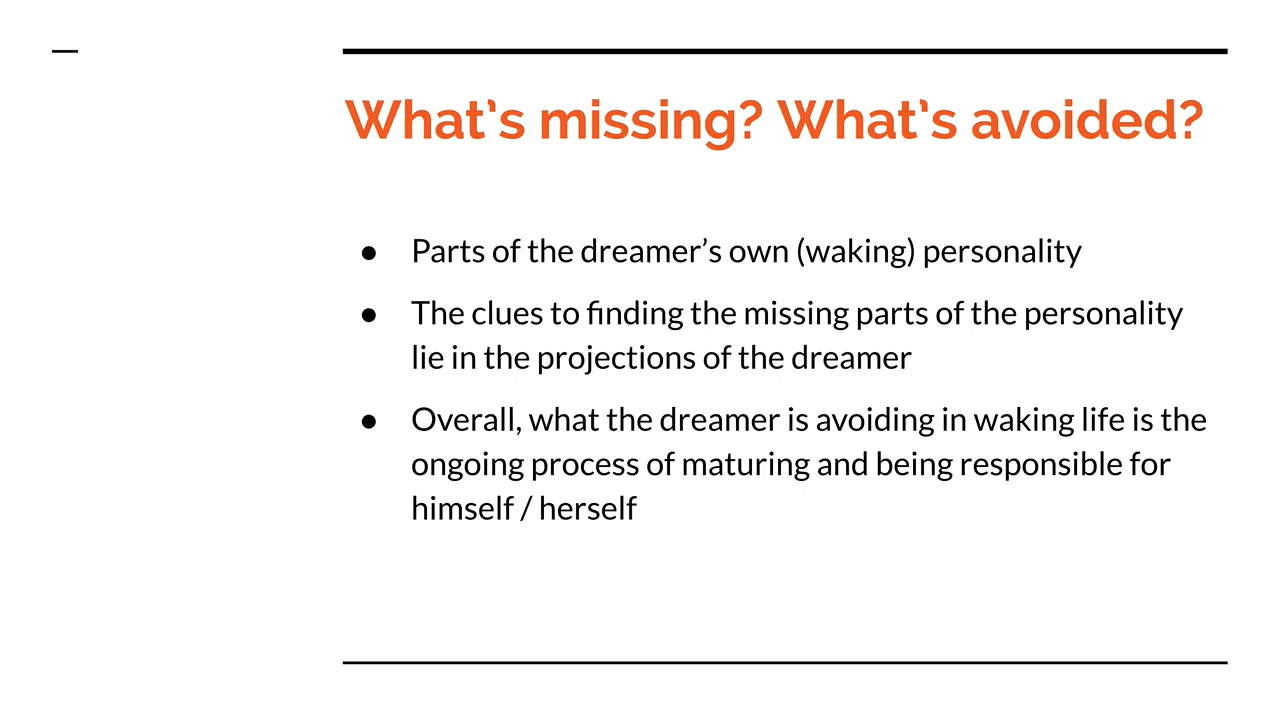 What’s missing? What’s avoided?
● Parts of the dreamer’s own (waking) personality
● The clues to finding the missing parts of the personality
lie in the projections of the dreamer
● Overall, what the dreamer is avoiding in waking life is the
ongoing process of maturing and being responsible for
himself / herself